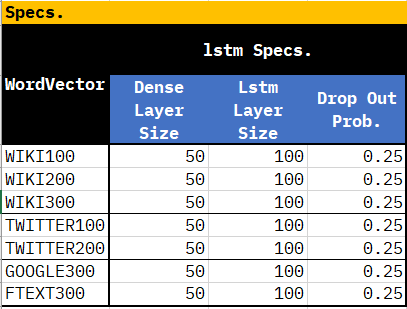 Specs.
lstm Specs.
WordVector
Dense Layer Size
Lstm Layer Size
Drop Out Prob.
WIKI100 50 100 0.25
WIKI200 50 100 0.25
WIKI300 50 100 0.25
TWITTER100 50 100 0.25
TWITTER200 50 100 0.25
GOOGLE300 50 100 0.25
FTEXT300 50 100 0.25